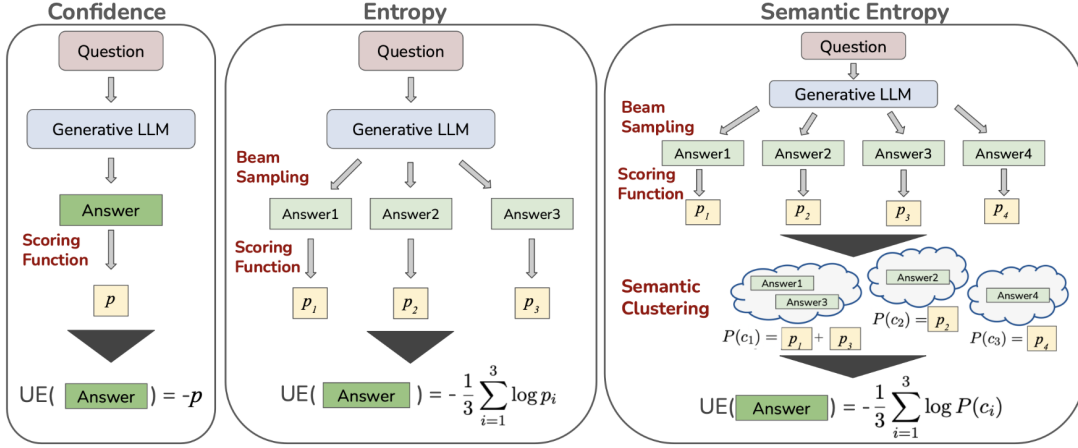 Confidence
Question
Generative LLM
Answer
Scoring
Function
p
UE( Answer ) = -p
Entropy
Question
Generative LLM
Beam
Sampling
Answer1 Answer2 Answer3
Scoring
Function
p₁ p₂ p₃
UE( Answer ) = - 1/3 ∑_{i=1}^{3} log pᵢ
Semantic Entropy
Question
Generative LLM
Beam
Sampling
Answer1 Answer2 Answer3 Answer4
Scoring
Function
p₁ p₂ p₃ p₄
Semantic
Clustering
Answer1
Answer3
P(c₁) = p₁ + p₃
Answer2
P(c₂) = p₂
Answer4
P(c₃) = p₄
UE( Answer ) = - 1/3 ∑_{i=1}^{3} log P(cᵢ)